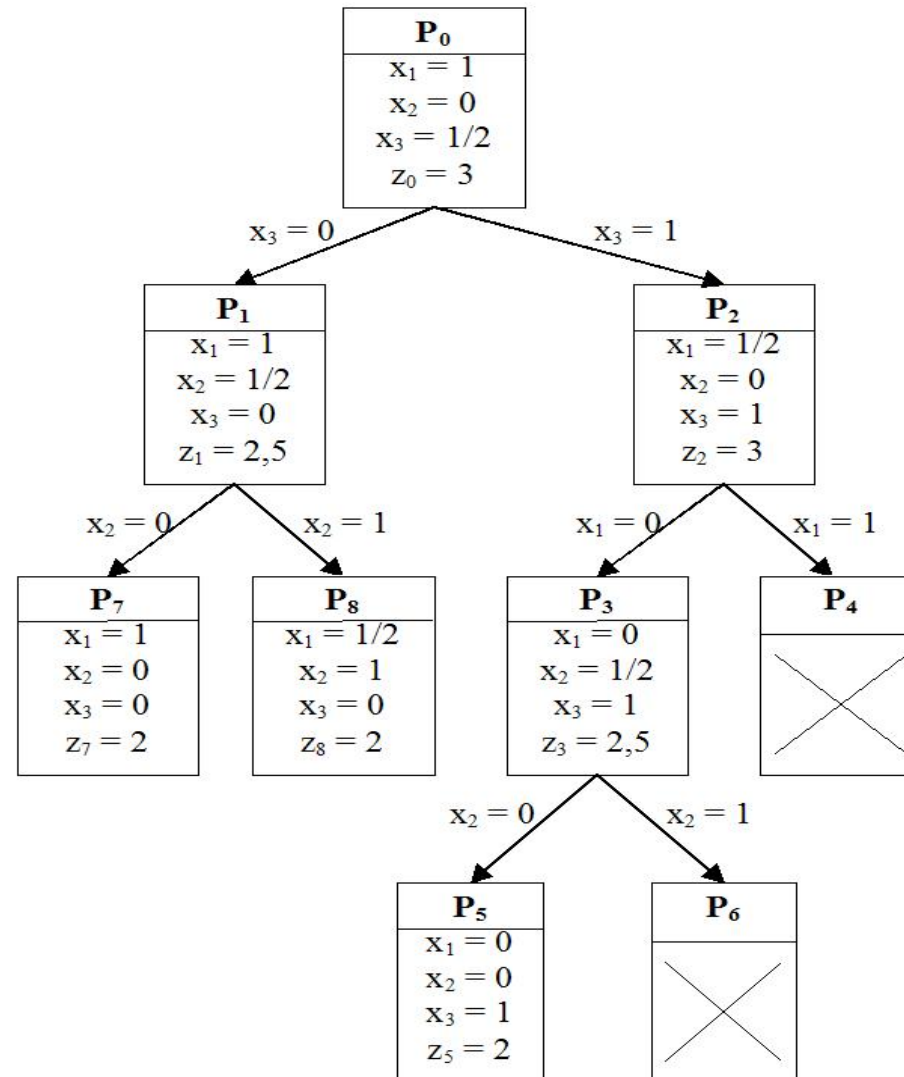 P₀
x₁ = 1
x₂ = 0
x₃ = 1/2
z₀ = 3
x₃ = 0
x₃ = 1
P₁
x₁ = 1
x₂ = 1/2
x₃ = 0
z₁ = 2,5
P₂
x₁ = 1/2
x₂ = 0
x₃ = 1
z₂ = 3
x₂ = 0
x₂ = 1
x₁ = 0
x₁ = 1
P₇
x₁ = 1
x₂ = 0
x₃ = 0
z₇ = 2
P₈
x₁ = 1/2
x₂ = 1
x₃ = 0
z₈ = 2
P₃
x₁ = 0
x₂ = 1/2
x₃ = 1
z₃ = 2,5
P₄
x₂ = 0
x₂ = 1
P₅
x₁ = 0
x₂ = 0
x₃ = 1
z₅ = 2
P₆